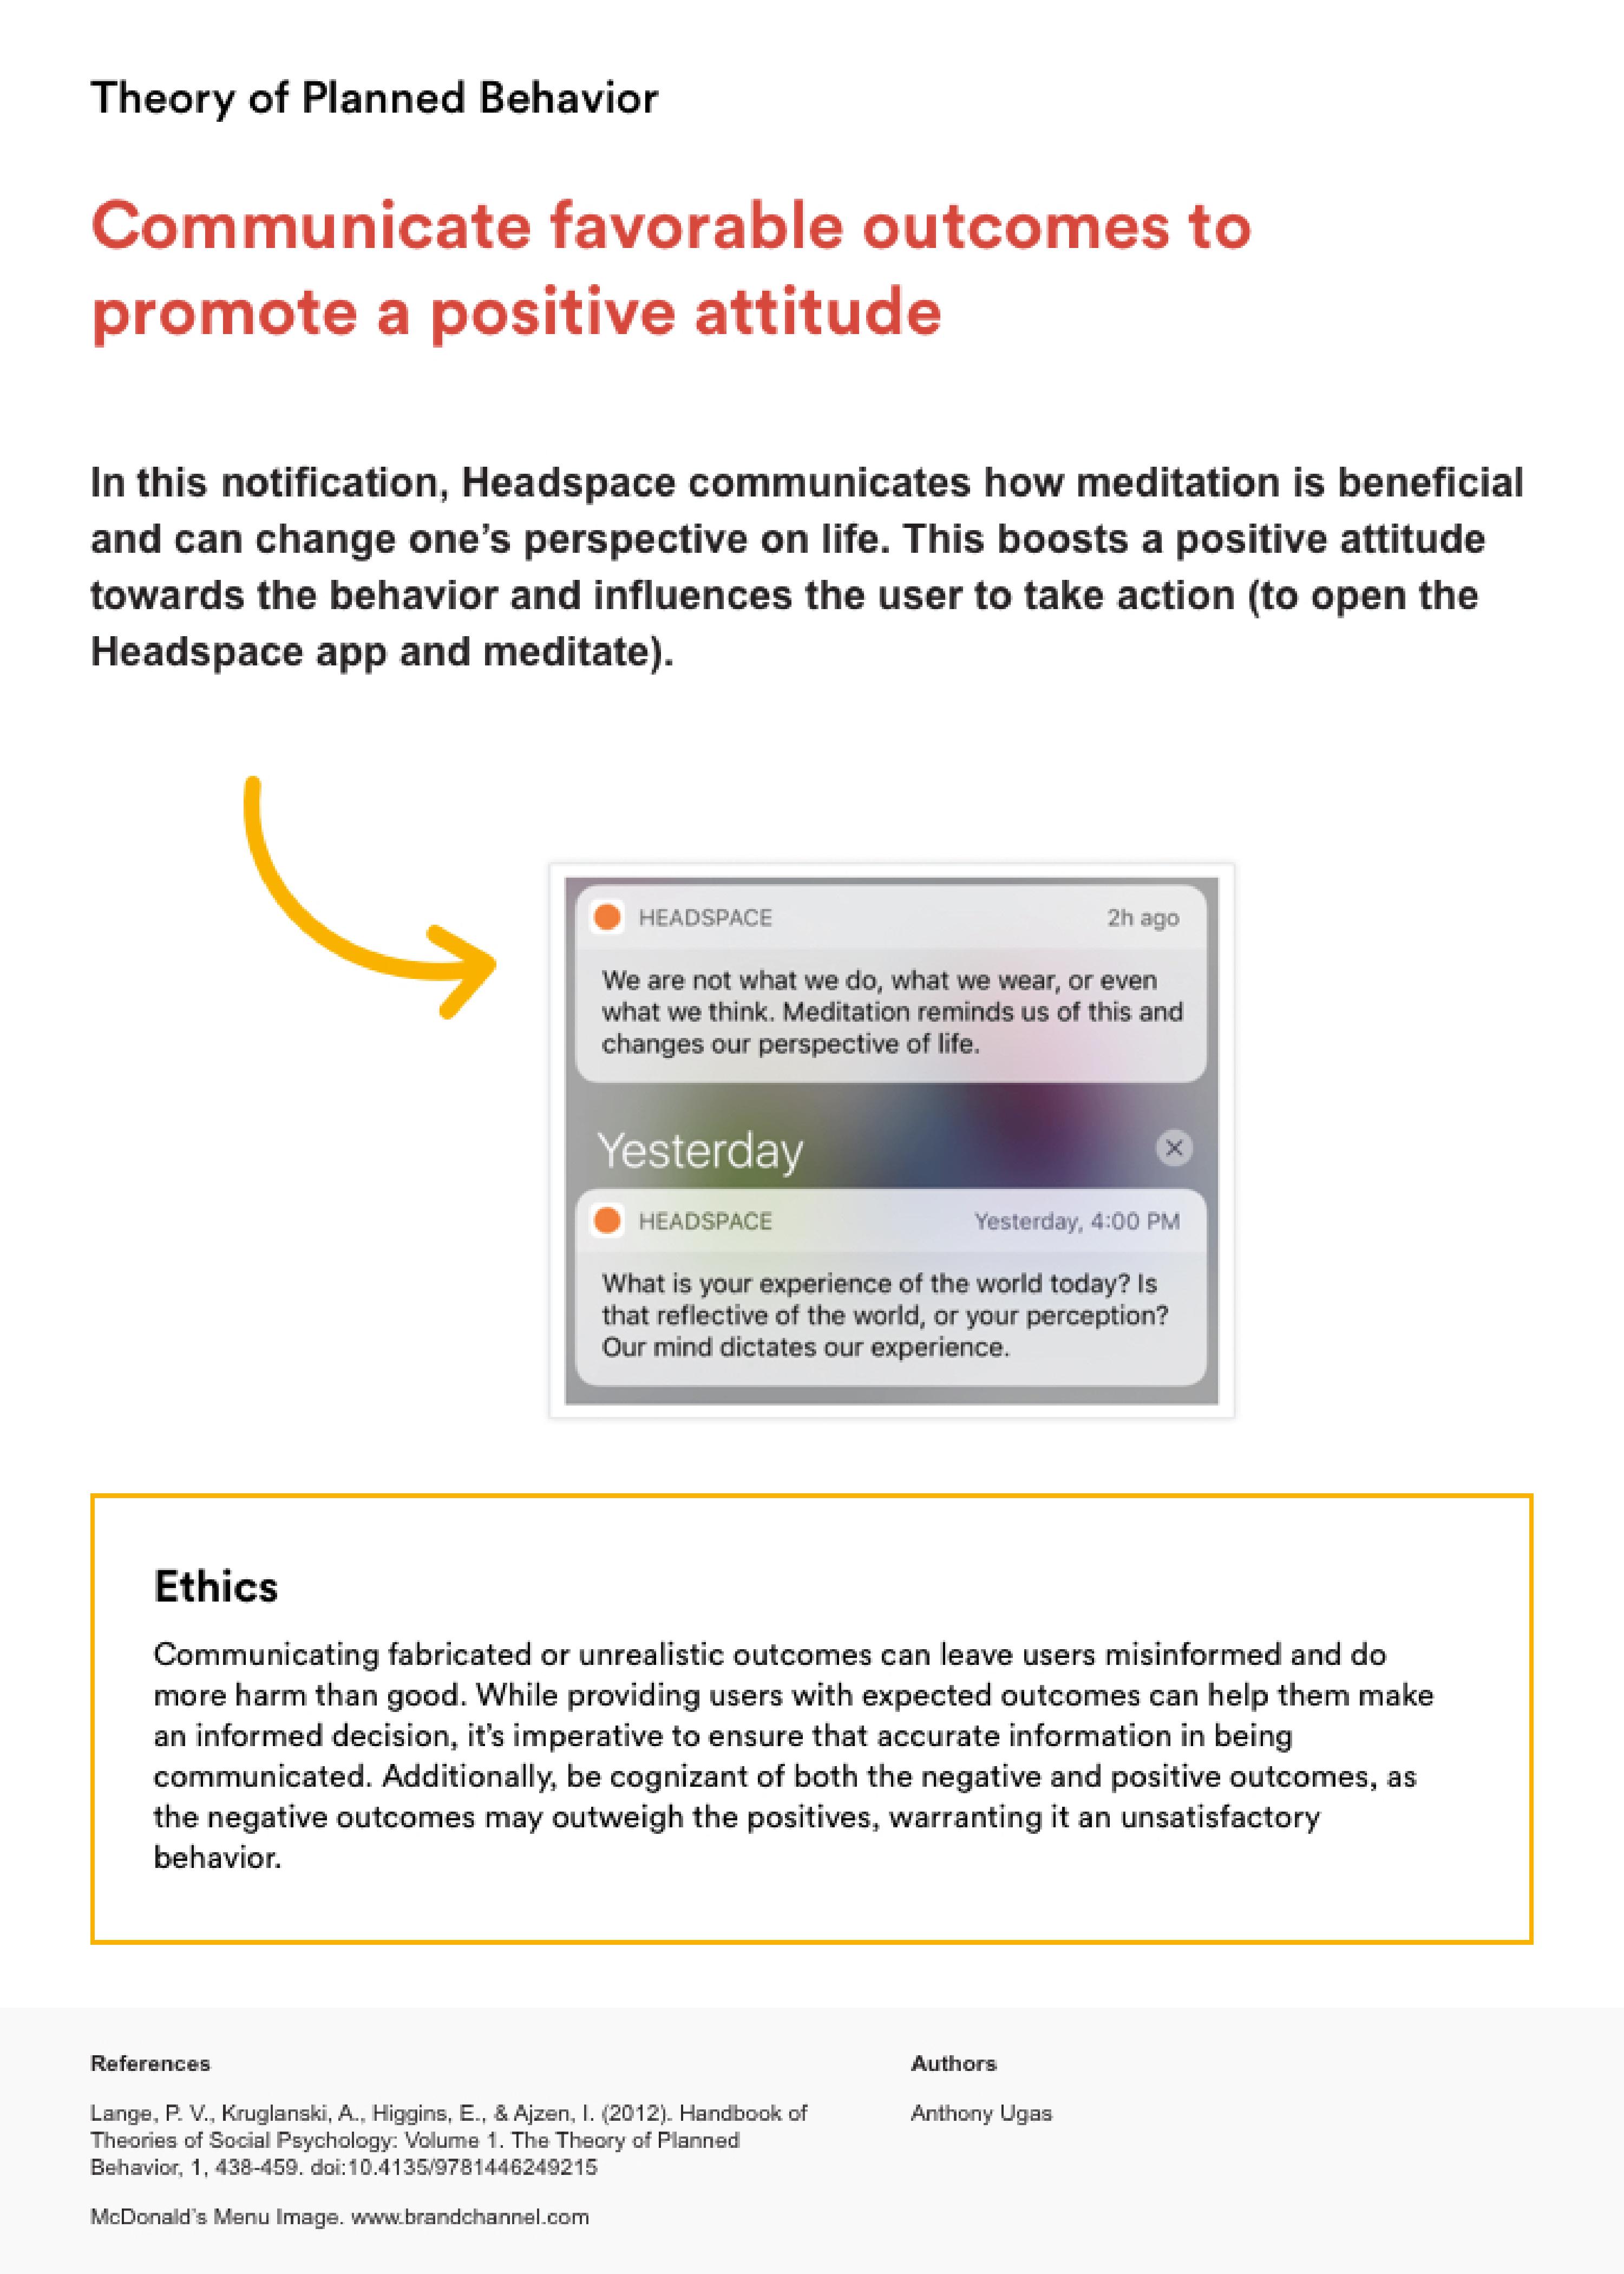 Theory of Planned Behavior
Communicate favorable outcomes to
promote a positive attitude
In this notification, Headspace communicates how meditation is beneficial
and can change one’s perspective on life. This boosts a positive attitude
towards the behavior and influences the user to take action (to open the
Headspace app and meditate).
HEADSPACE 2h ago
We are not what we do, what we wear, or even
what we think. Meditation reminds us of this and
changes our perspective of life.
Yesterday
HEADSPACE Yesterday, 4:00 PM
What is your experience of the world today? Is
that reflective of the world, or your perception?
Our mind dictates our experience.
Ethics
Communicating fabricated or unrealistic outcomes can leave users misinformed and do
more harm than good. While providing users with expected outcomes can help them make
an informed decision, it’s imperative to ensure that accurate information in being
communicated. Additionally, be cognizant of both the negative and positive outcomes, as
the negative outcomes may outweigh the positives, warranting it an unsatisfactory
behavior.
References
Lange, P. V., Kruglanski, A., Higgins, E., & Ajzen, I. (2012). Handbook of
Theories of Social Psychology: Volume 1. The Theory of Planned
Behavior, 1, 438-459. doi:10.4135/9781446249215
McDonald’s Menu Image. www.brandchannel.com
Authors
Anthony Ugas